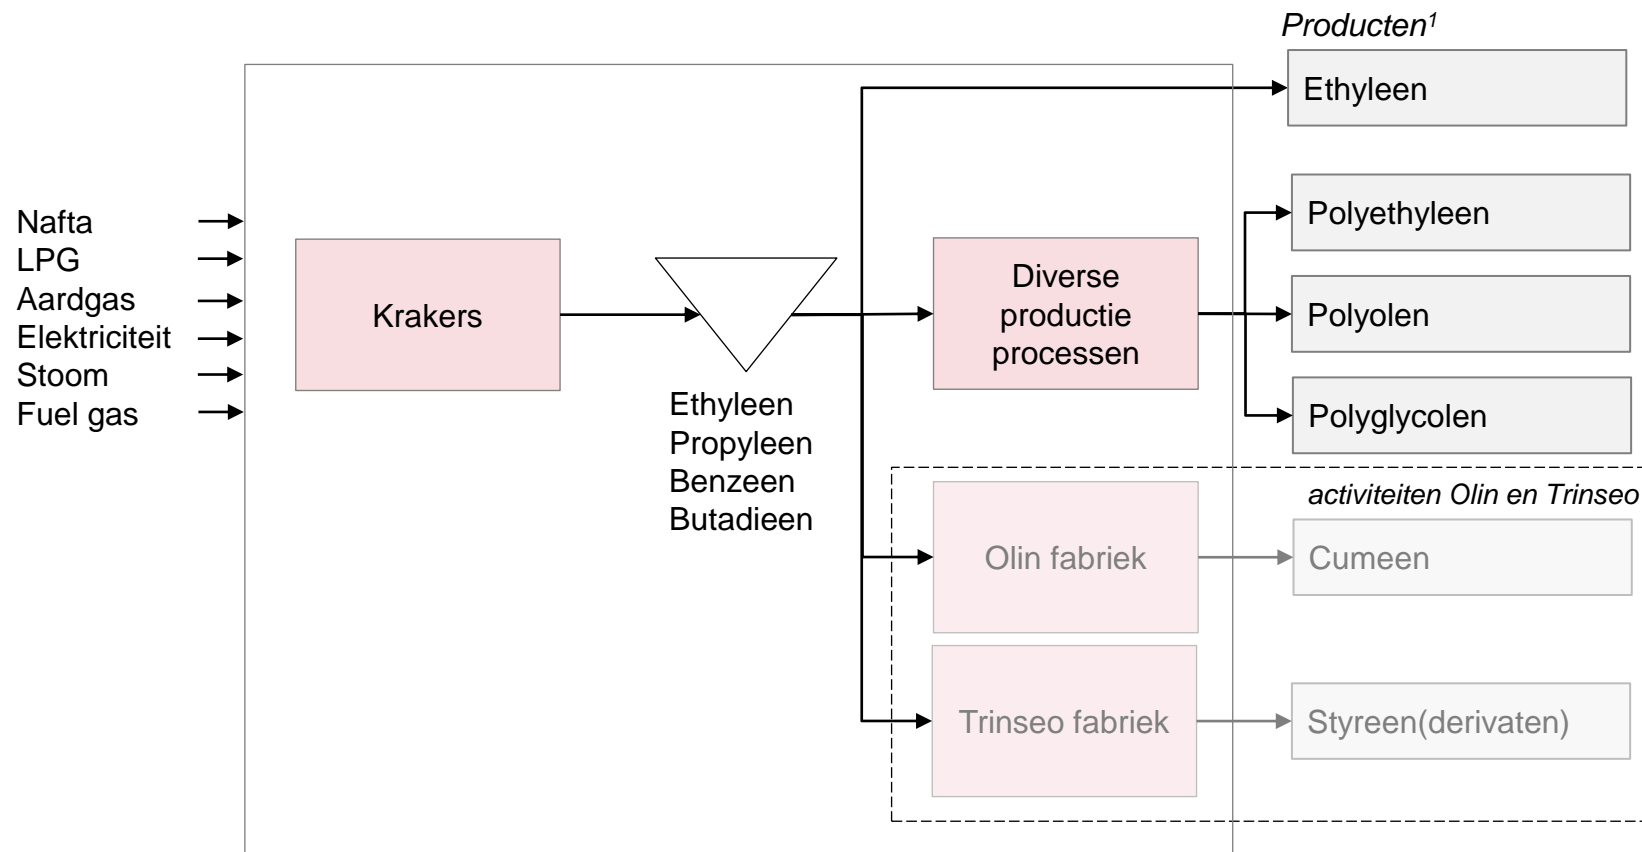 Producten¹
Ethyleen
Nafta
LPG
Aardgas
Elektriciteit
Stoom
Fuel gas
Krakers
Ethyleen
Propyleen
Benzeen
Butadieen
Diverse
productie
processen
Polyethyleen
Polyolen
Polyglycolen
activiteiten Olin en Trinseo
Olin fabriek
Cumeen
Trinseo fabriek
Styreen(derivaten)